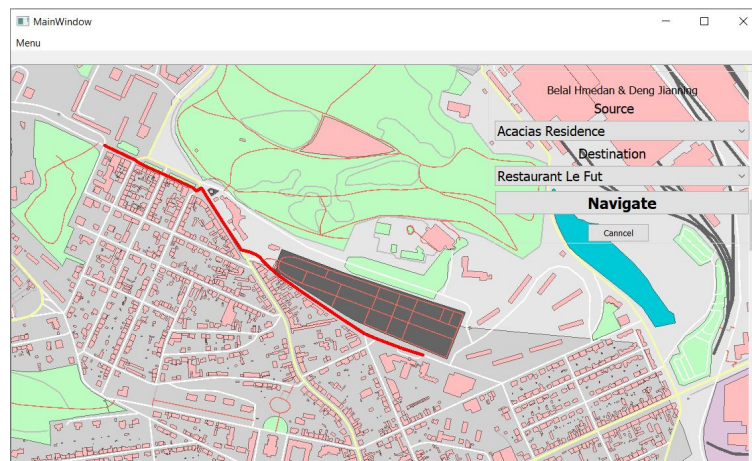 MainWindow
Menu
Belal Hmedan & Deng Jianning
Source
Acacias Residence
Destination
Restaurant Le Fut
Navigate
Canncel